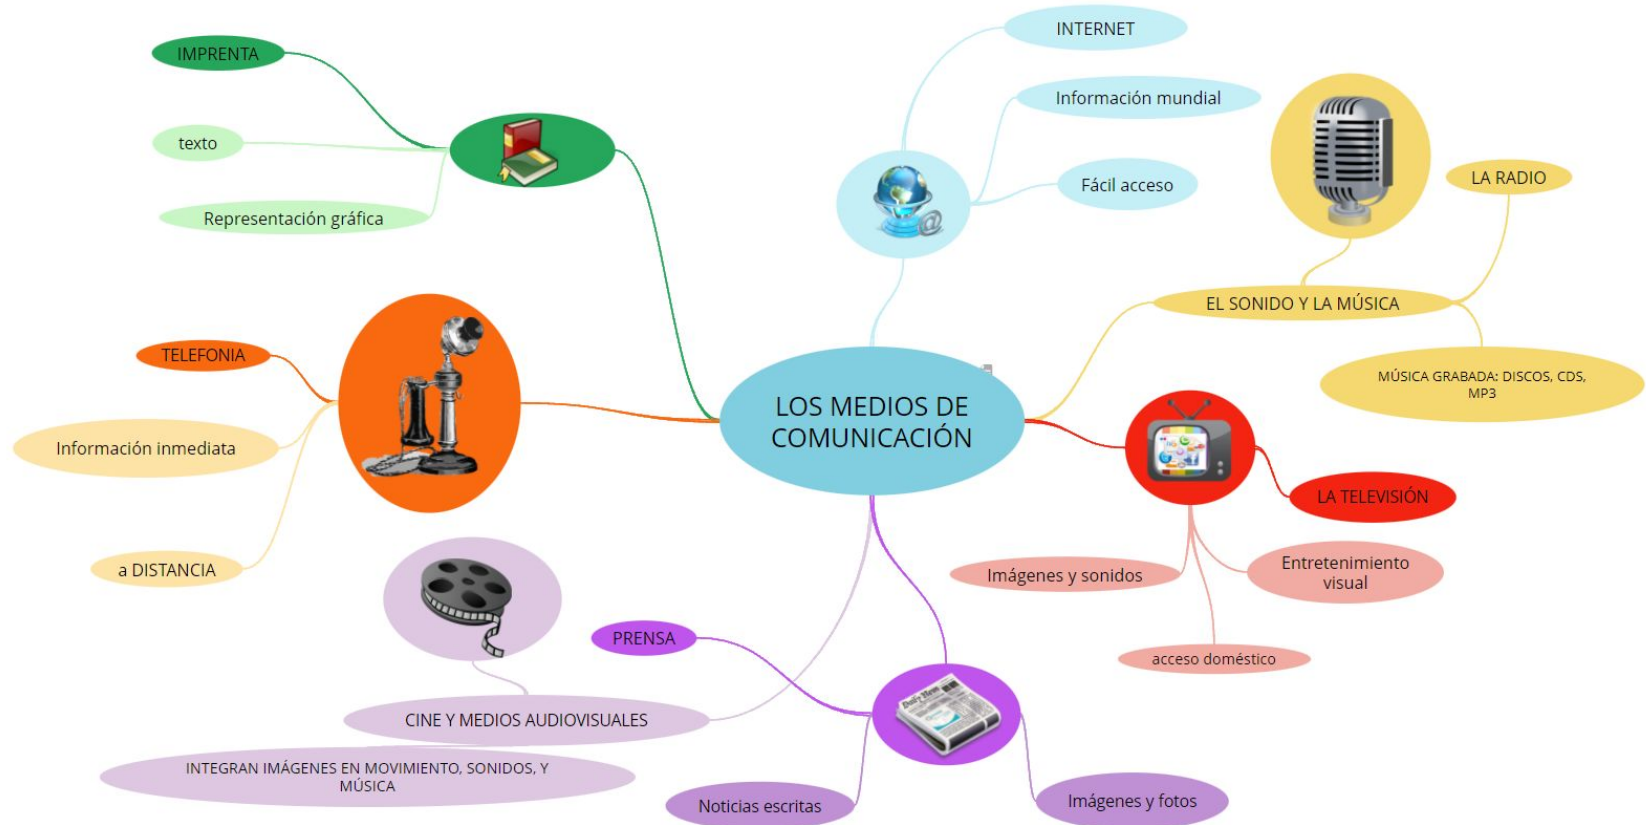 IMPRENTA
texto
Representación gráfica
INTERNET
Información mundial
Fácil acceso
LA RADIO
EL SONIDO Y LA MÚSICA
MÚSICA GRABADA: DISCOS, CDS,
MP3
TELEFONIA
Información inmediata
a DISTANCIA
LOS MEDIOS DE
COMUNICACIÓN
LA TELEVISIÓN
Imágenes y sonidos
Entretenimiento
visual
acceso doméstico
PRENSA
CINE Y MEDIOS AUDIOVISUALES
INTEGRAN IMÁGENES EN MOVIMIENTO, SONIDOS, Y
MÚSICA
Noticias escritas
Imágenes y fotos